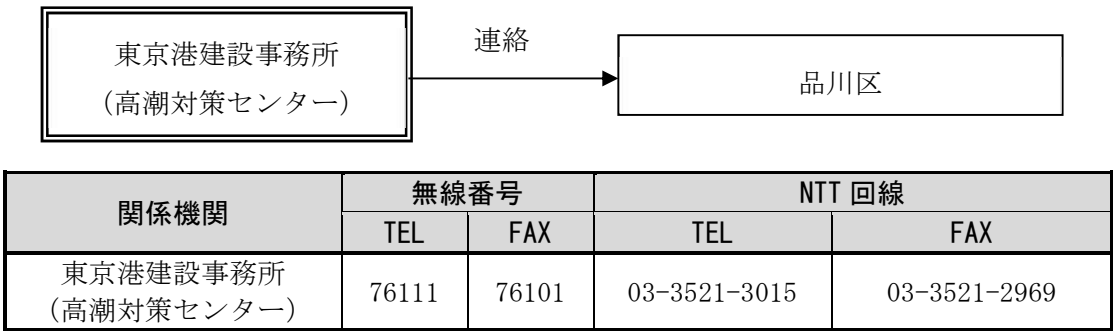 東京港建設事務所
(高潮対策センター)
連絡
品川区
関係機関
無線番号
NTT 回線
TEL
FAX
TEL
FAX
東京港建設事務所
(高潮対策センター)
76111
76101
03-3521-3015
03-3521-2969